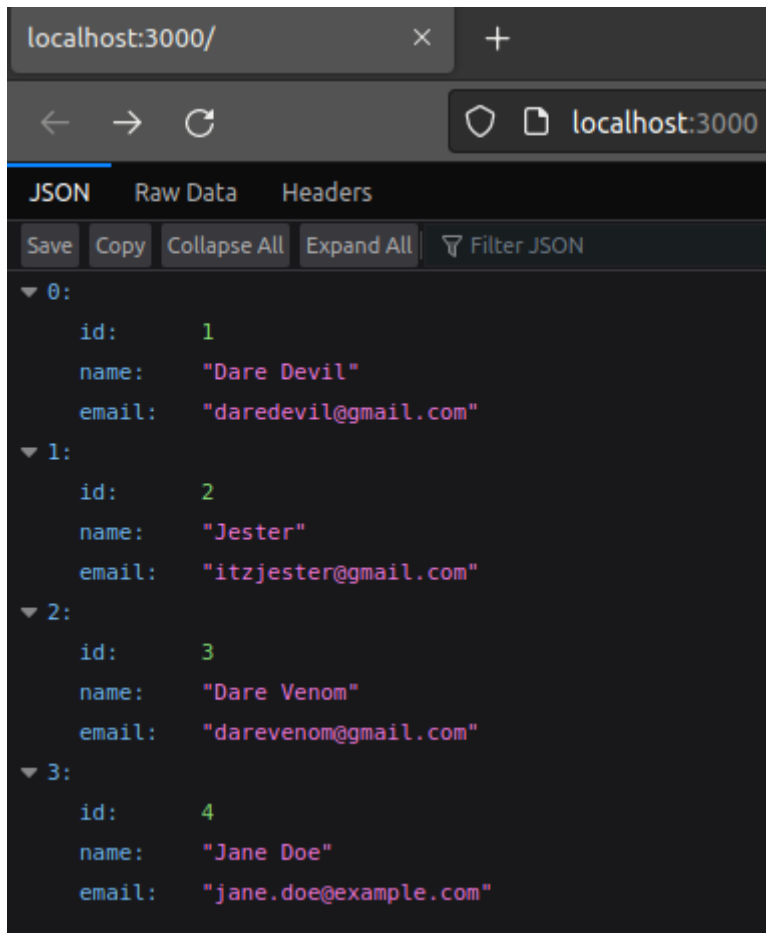 localhost:3000/
localhost:3000
JSON Raw Data Headers
Save Copy Collapse All Expand All Filter JSON
0:
id: 1
name: "Dare Devil"
email: "daredevil@gmail.com"
1:
id: 2
name: "Jester"
email: "itzjester@gmail.com"
2:
id: 3
name: "Dare Venom"
email: "darevenom@gmail.com"
3:
id: 4
name: "Jane Doe"
email: "jane.doe@example.com"